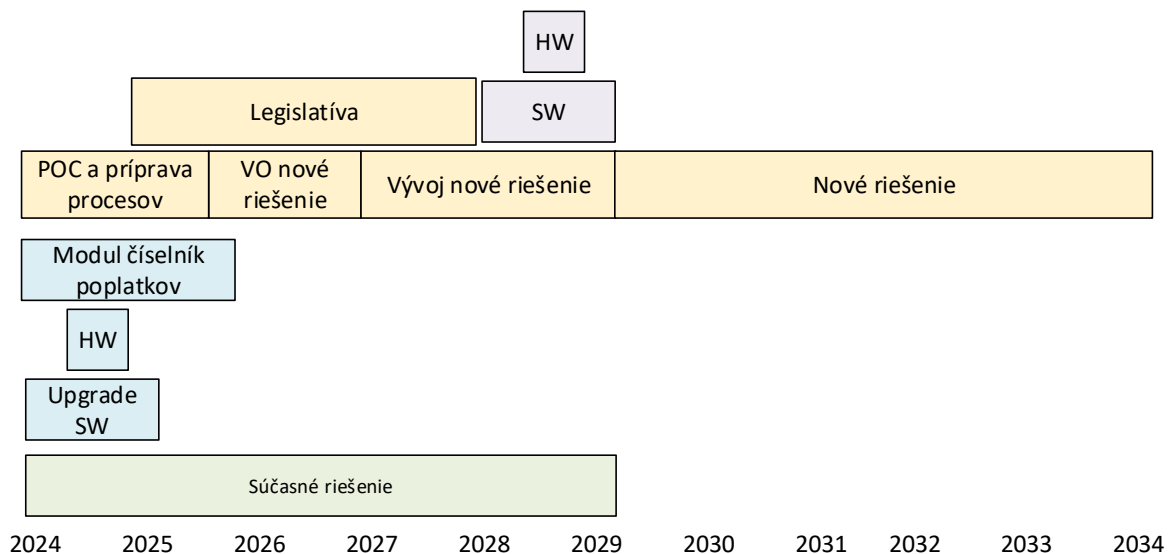 HW
Legislatíva
SW
POC a príprava
procesov
VO nové
riešenie
Vývoj nové riešenie
Nové riešenie
Modul číselník
poplatkov
HW
Upgrade
SW
Súčasné riešenie
2024 2025 2026 2027 2028 2029 2030 2031 2032 2033 2034